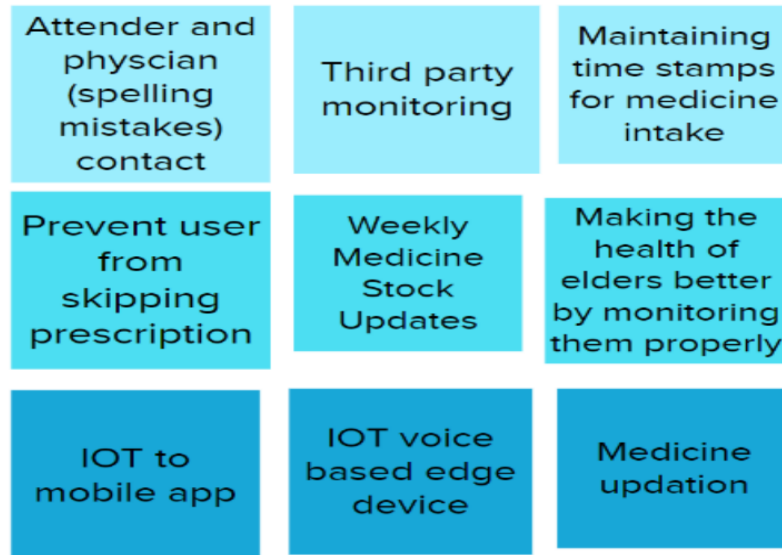 Attender and
physcian
(spelling
mistakes)
contact
Third party
monitoring
Maintaining
time stamps
for medicine
intake
Prevent user
from
skipping
prescription
Weekly
Medicine
Stock
Updates
Making the
health of
elders better
by monitoring
them properly
IOT to
mobile app
IOT voice
based edge
device
Medicine
updation